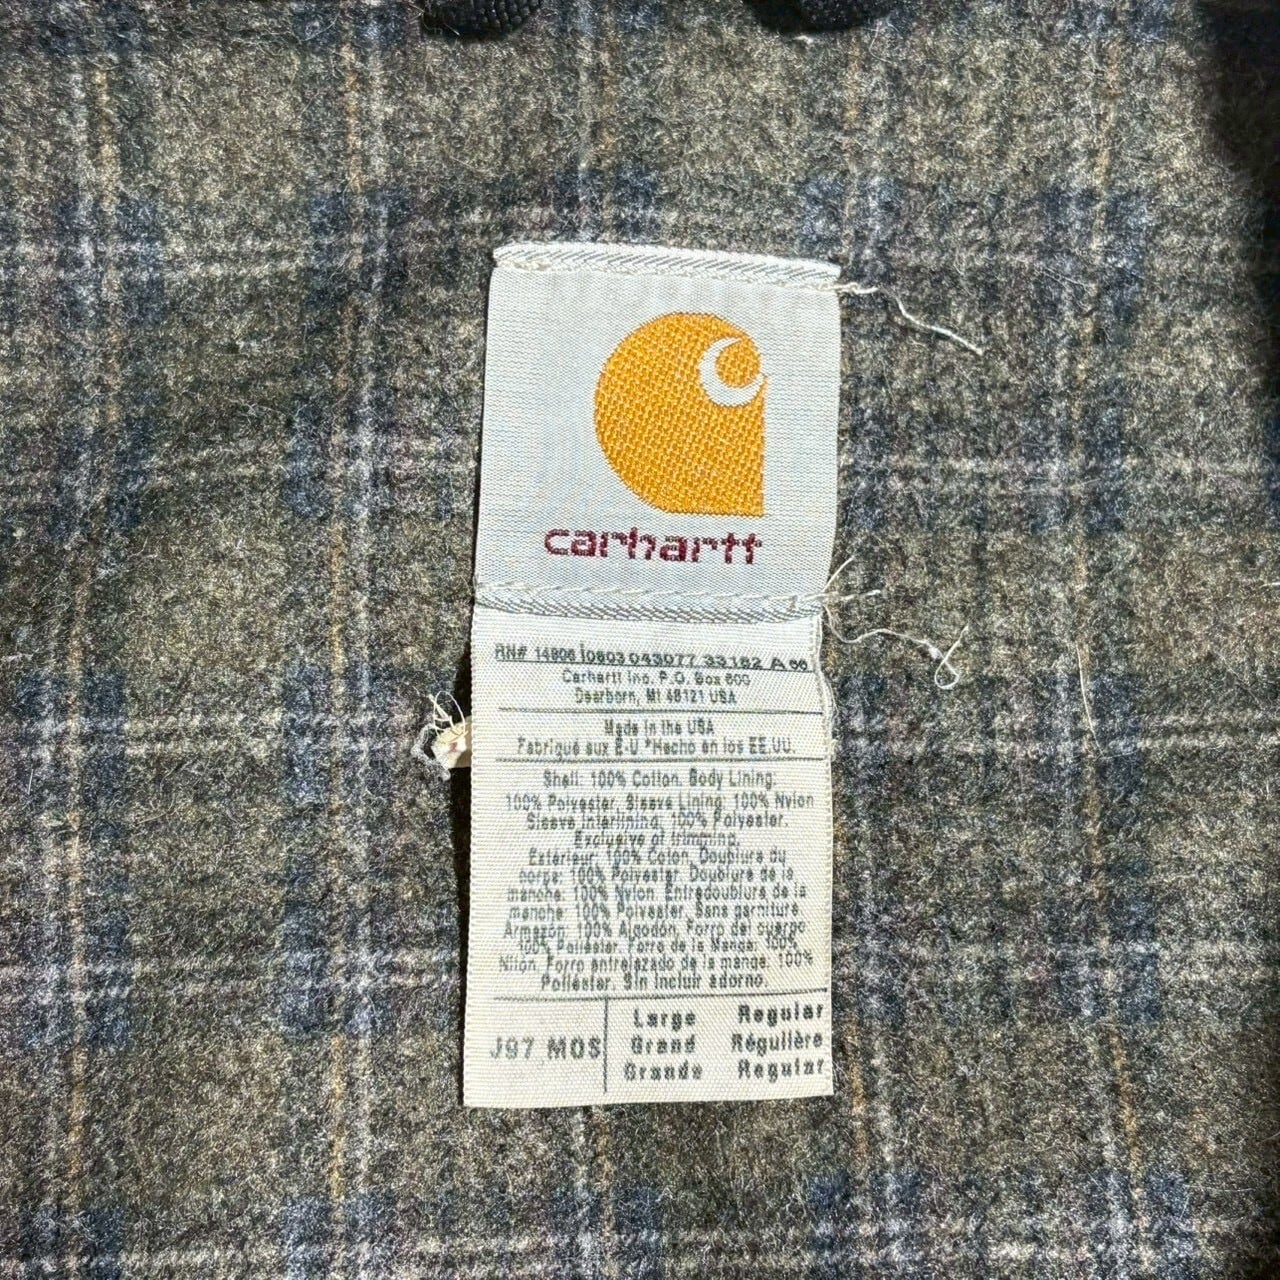 carhartt
RN# 14806 10603 043077 33182 A 06
Carhartt Inc. P.O. Box 600
Dearborn, MI 48121 USA
Made in the USA
Fabriqué aux É-U *Hecho en los EE.UU.
Shell: 100% Cotton. Body Lining:
100% Polyester. Sleeve Lining: 100% Nylon
Sleeve Interlining: 100% Polyester.
Exclusive of trimming.
Extérieur: 100% Coton. Doublure du
corps: 100% Polyester. Doublure de la
manche: 100% Nylon. Entredoublure de la
manche: 100% Polyester. Sans garniture.
Armazón: 100% Algodón. Forro del cuerpo
100% Poliéster. Forro de la Manga: 100%
Nilón. Forro entrelazado de la manga: 100%
Poliéster. Sin incluir adorno.
J97 MOS
Large Regular
Grand Régulière
Grande Regular